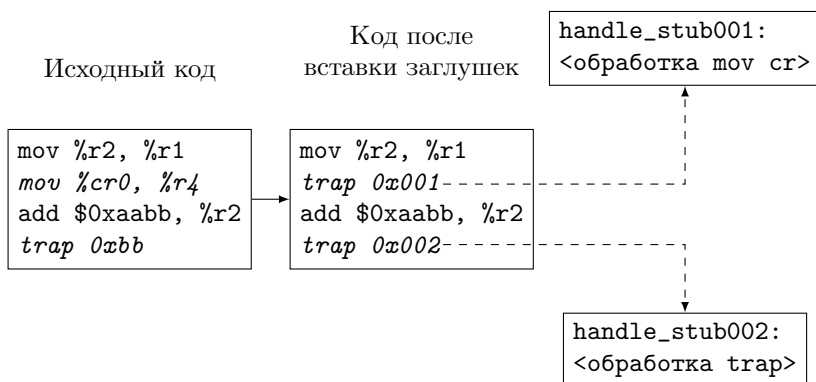 Исходный код
Код после
вставки заглушек
mov %r2, %r1
mov %cr0, %r4
add $0xaabb, %r2
trap 0xbb
mov %r2, %r1
trap 0x001
add $0xaabb, %r2
trap 0x002
handle_stub001:
<обработка mov cr>
handle_stub002:
<обработка trap>